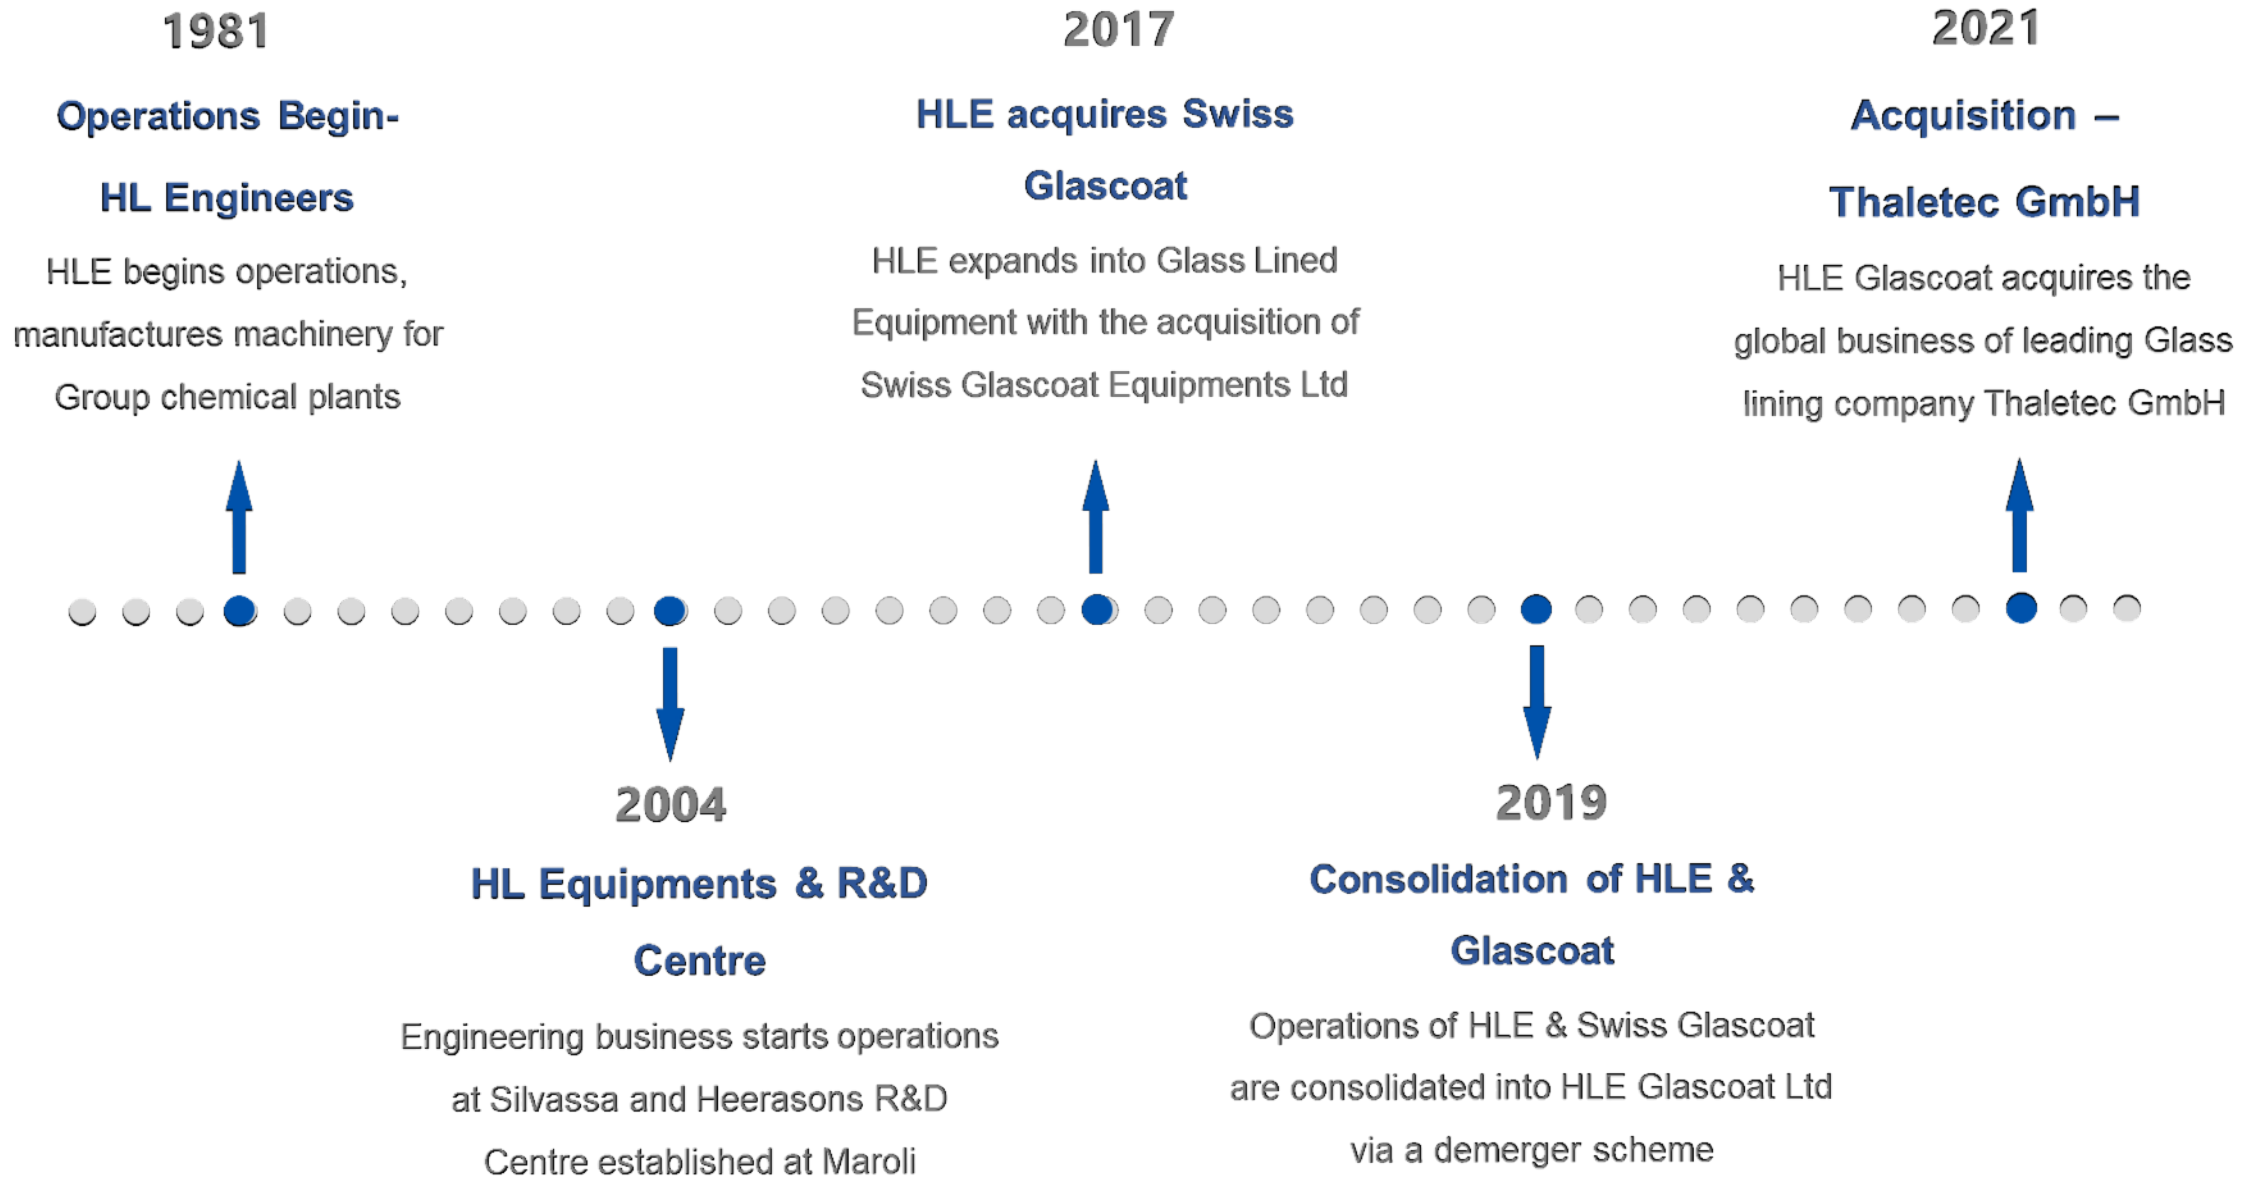 1981
Operations Begin-
HL Engineers
HLE begins operations,
manufactures machinery for
Group chemical plants
2017
HLE acquires Swiss
Glascoat
HLE expands into Glass Lined
Equipment with the acquisition of
Swiss Glascoat Equipments Ltd
2021
Acquisition –
Thaletec GmbH
HLE Glascoat acquires the
global business of leading Glass
lining company Thaletec GmbH
2004
HL Equipments & R&D
Centre
Engineering business starts operations
at Silvassa and Heerasons R&D
Centre established at Maroli
2019
Consolidation of HLE &
Glascoat
Operations of HLE & Swiss Glascoat
are consolidated into HLE Glascoat Ltd
via a demerger scheme